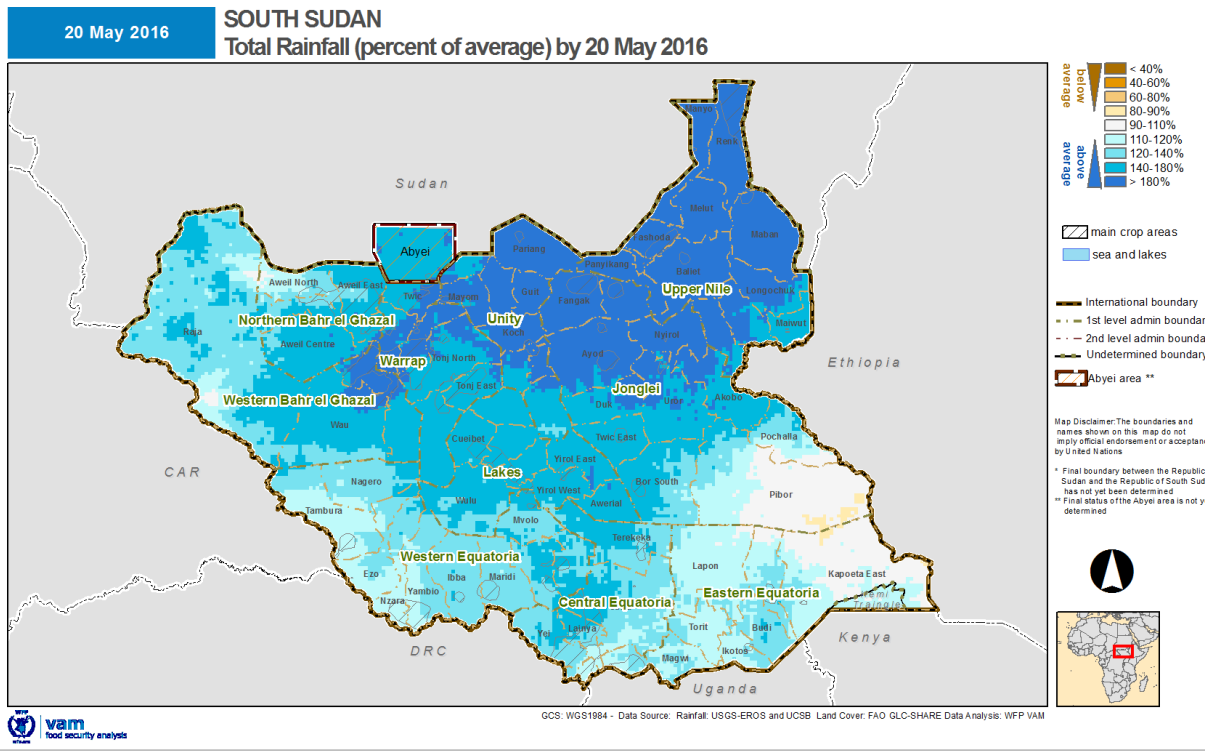 20 May 2016
SOUTH SUDAN
Total Rainfall (percent of average) by 20 May 2016
below average
above average
< 40%
40-60%
60-80%
80-90%
90-110%
110-120%
120-140%
140-180%
> 180%
main crop areas
sea and lakes
International boundary
1st level admin boundar
2nd level admin bounda
Undetermined boundary
Abyei area **
Map Disclaimer: The boundaries and
names shown on this map do not
imply official endorsement or acceptanc
by United Nations
* Final boundary between the Republic
Sudan and the Republic of South Sud
has not yet been determined
** Final status of the Abyei area is not y
determined
Manyo
Renk
Sudan
Melut
Maban
Fashoda
Abyei
Pariang
Panyikang
Baliet
Aweil North
Aweil East
Twic
Mayom
Guit
Fangak
Upper Nile
Longochuk
Northern Bahr el Ghazal
Unity
Maiwut
Raja
Koch
Nyirol
Aweil Centre
Warrap
Tonj North
Ayod
Ethiopia
Tonj East
Jonglei
Western Bahr el Ghazal
Duk
Uror
Akobo
Wau
Cueibet
Twic East
Pochalla
CAR
Lakes
Yirol East
Nagero
Yirol West
Bor South
Pibor
Tambura
Wulu
Awerial
Mvolo
Terekeka
Western Equatoria
Lapon
Ezo
Ibba
Maridi
Kapoeta East
Yambio
Eastern Equatoria
Nzara
Central Equatoria
Ilemi
Triangle
Yei
Lainya
Torit
Budi
Kenya
DRC
Magwi
Ikotos
Uganda
GCS: WGS1984 - Data Source: Rainfall: USGS-EROS and UCSB Land Cover: FAO GLC-SHARE Data Analysis: WFP VAM
WFP
vam
food security analysis